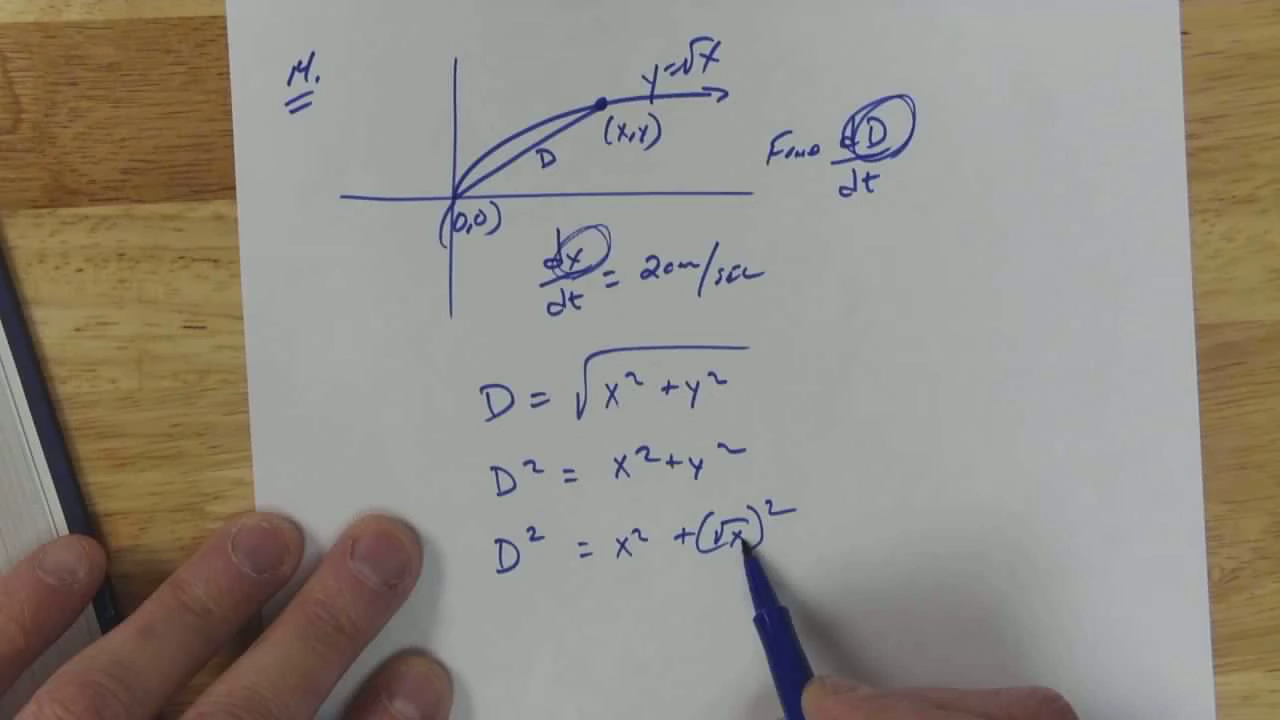 M.
y=√x
(x,y)
D
(0,0)
Find dD/dt
dx/dt = 2cm/sec
D = √x² + y²
D² = x² + y²
D² = x² + (√x)²